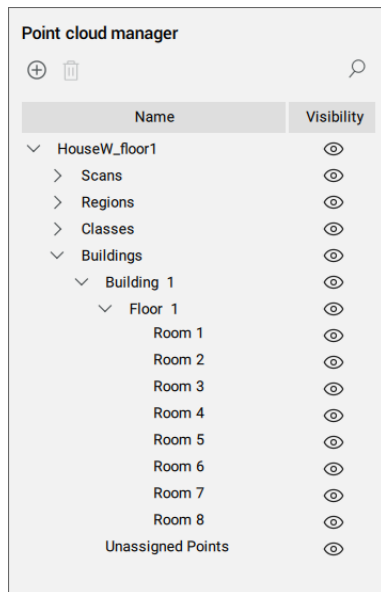 Point cloud manager
Name Visibility
HouseW_floor1
Scans
Regions
Classes
Buildings
Building 1
Floor 1
Room 1
Room 2
Room 3
Room 4
Room 5
Room 6
Room 7
Room 8
Unassigned Points